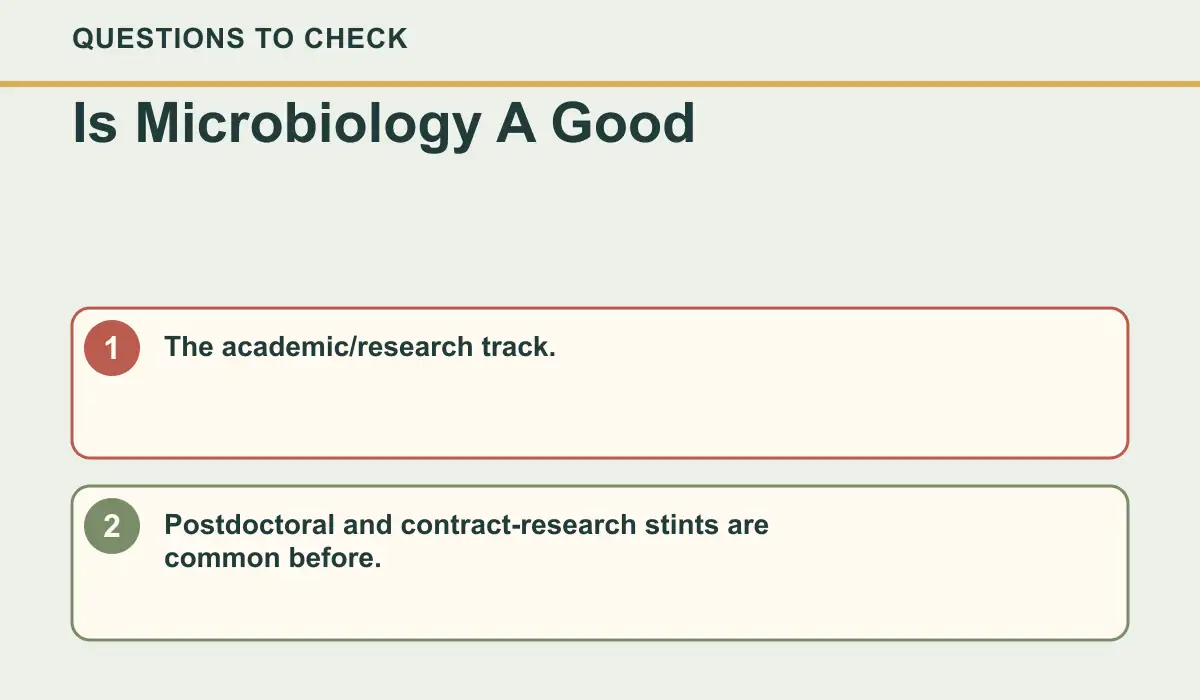 QUESTIONS TO CHECK
Is Microbiology A Good
1
The academic/research track.
2
Postdoctoral and contract-research stints are
common before.